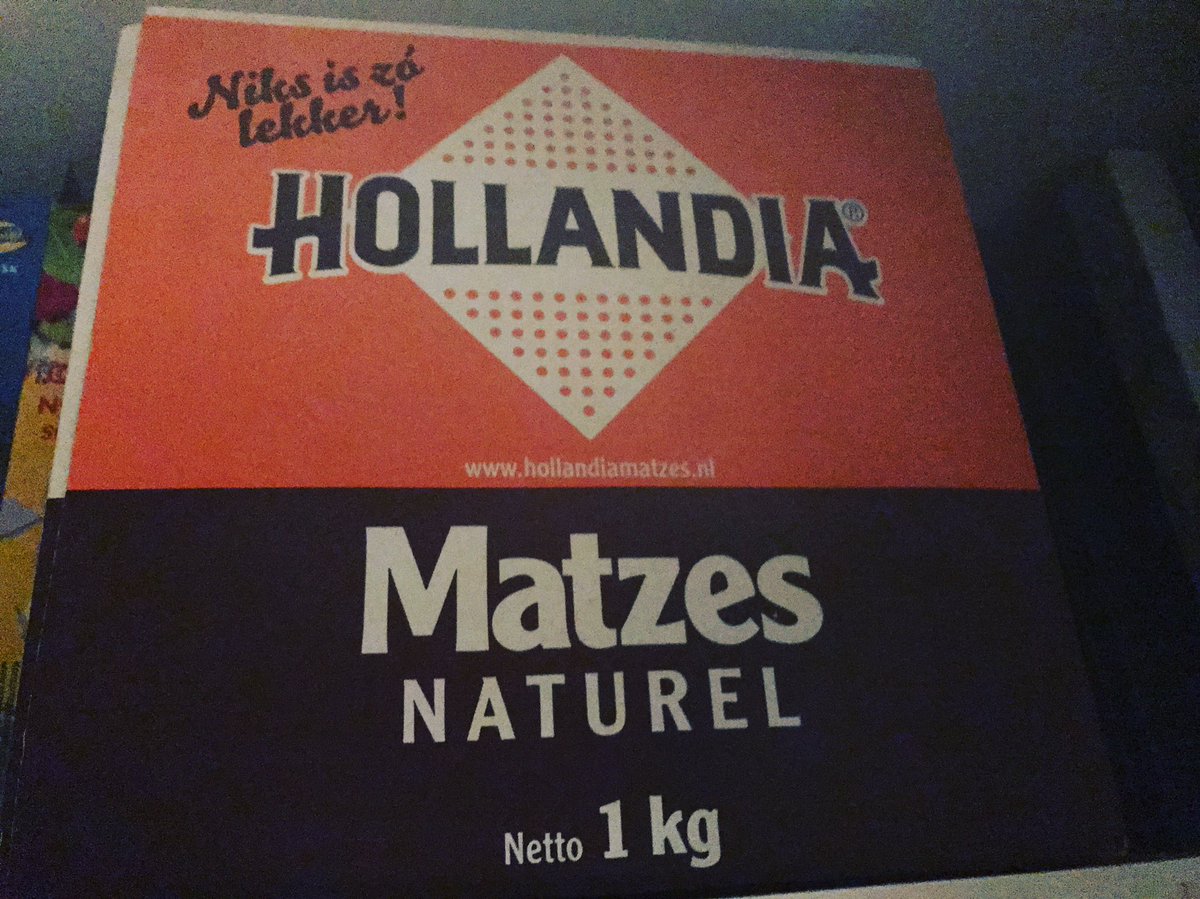 Niks is zó
lekker!
HOLLANDIA®
www.hollandiamatzes.nl
Matzes
NATUREL
Netto 1 kg